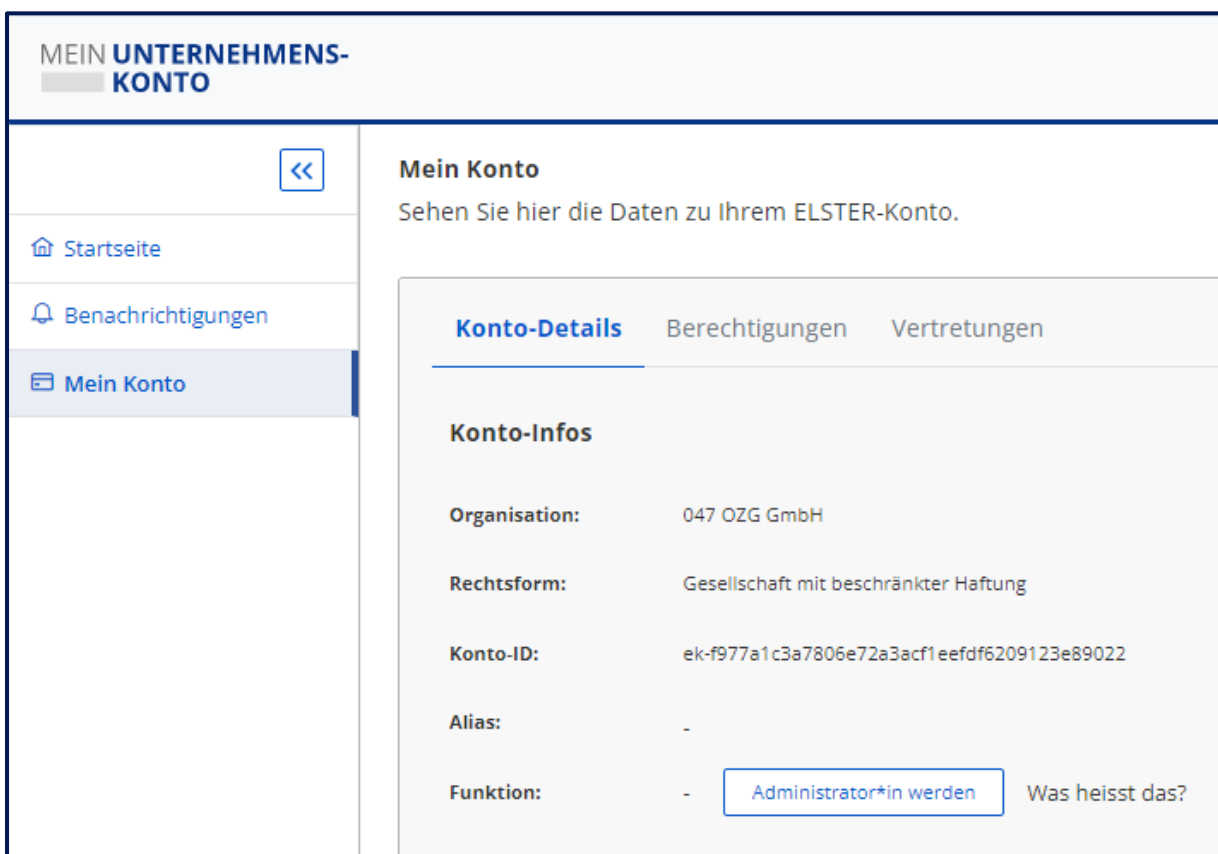 MEIN UNTERNEHMENS-
KONTO
Mein Konto
Sehen Sie hier die Daten zu Ihrem ELSTER-Konto.
Startseite
Benachrichtigungen
Mein Konto
Konto-Details Berechtigungen Vertretungen
Konto-Infos
Organisation: 047 OZG GmbH
Rechtsform: Gesellschaft mit beschränkter Haftung
Konto-ID: ek-f977a1c3a7806e72a3acf1eefdf6209123e89022
Alias: -
Funktion: - Administrator*in werden Was heisst das?